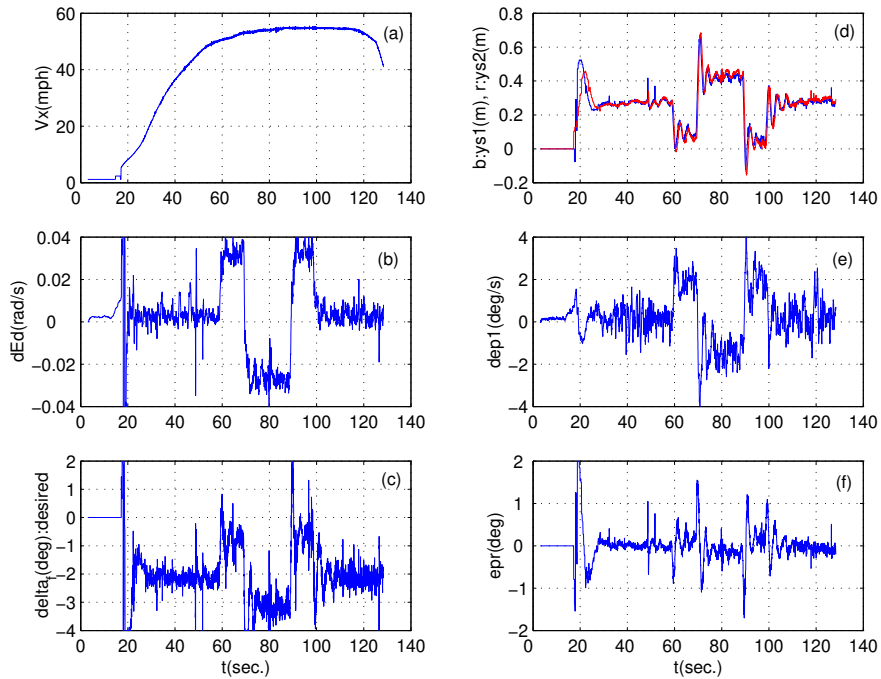 (a)
Vx(mph)
60
40
20
0
0 20 40 60 80 100 120 140
(d)
b:ys1(m), r:ys2(m)
0.8
0.6
0.4
0.2
0
−0.2
0 20 40 60 80 100 120 140
(b)
dEd(rad/s)
0.04
0.02
0
−0.02
−0.04
0 20 40 60 80 100 120 140
(e)
dep1(deg/s)
4
2
0
−2
−4
0 20 40 60 80 100 120 140
(c)
delta_f(deg):desired
2
1
0
−1
−2
−3
−4
0 20 40 60 80 100 120 140
t(sec.)
(f)
epr(deg)
2
1
0
−1
−2
0 20 40 60 80 100 120 140
t(sec.)